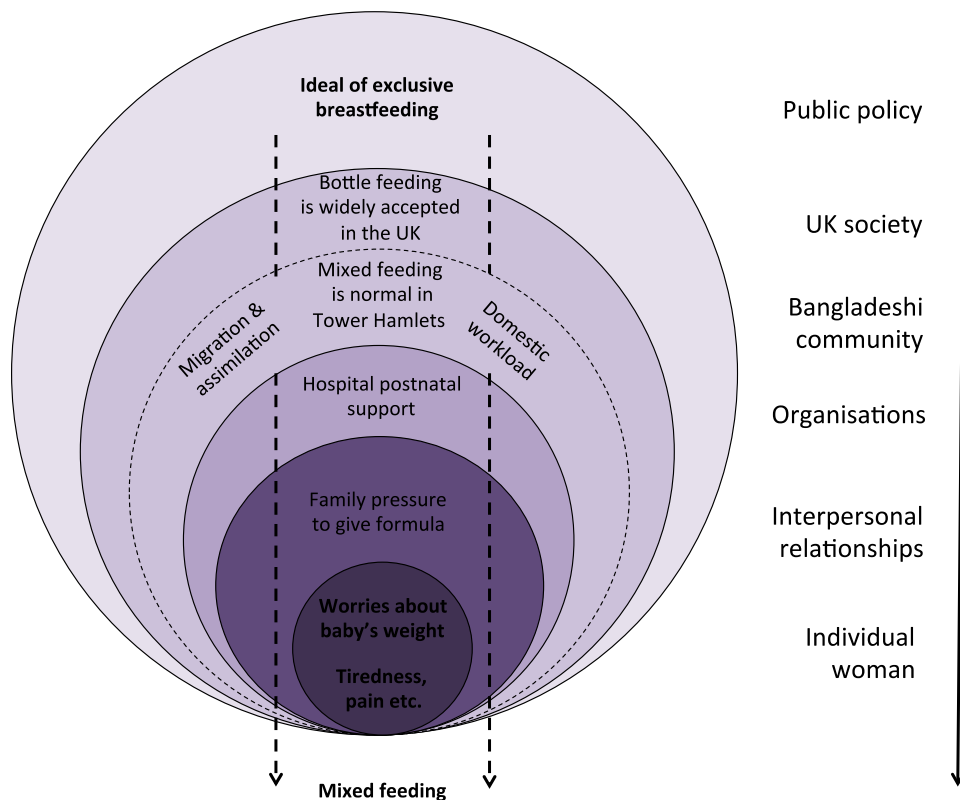 Ideal of exclusive
breastfeeding
Public policy
Bottle feeding
is widely accepted
in the UK
UK society
Mixed feeding
is normal in
Tower Hamlets
Migration &
assimilation
Domestic
workload
Bangladeshi
community
Hospital postnatal
support
Organisations
Family pressure
to give formula
Interpersonal
relationships
Worries about
baby’s weight
Tiredness,
pain etc.
Individual
woman
Mixed feeding